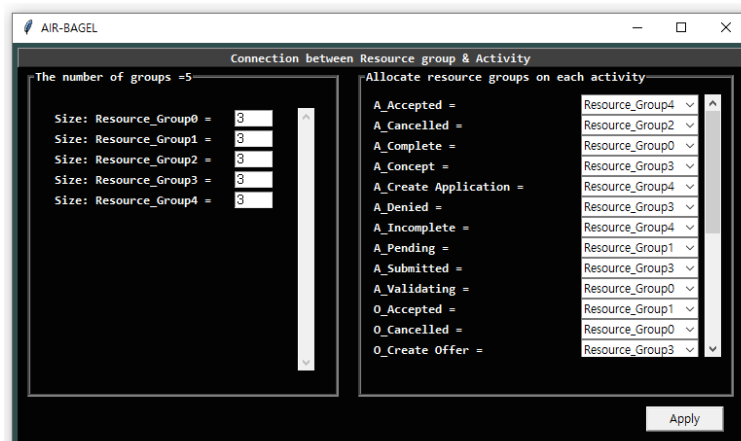 AIR-BAGEL
Connection between Resource group & Activity
The number of groups =5
Size: Resource_Group0 = 3
Size: Resource_Group1 = 3
Size: Resource_Group2 = 3
Size: Resource_Group3 = 3
Size: Resource_Group4 = 3
Allocate resource groups on each activity
A_Accepted = Resource_Group4
A_Cancelled = Resource_Group2
A_Complete = Resource_Group0
A_Concept = Resource_Group3
A_Create Application = Resource_Group4
A_Denied = Resource_Group3
A_Incomplete = Resource_Group4
A_Pending = Resource_Group1
A_Submitted = Resource_Group3
A_Validating = Resource_Group0
O_Accepted = Resource_Group1
O_Cancelled = Resource_Group0
O_Create Offer = Resource_Group3
Apply